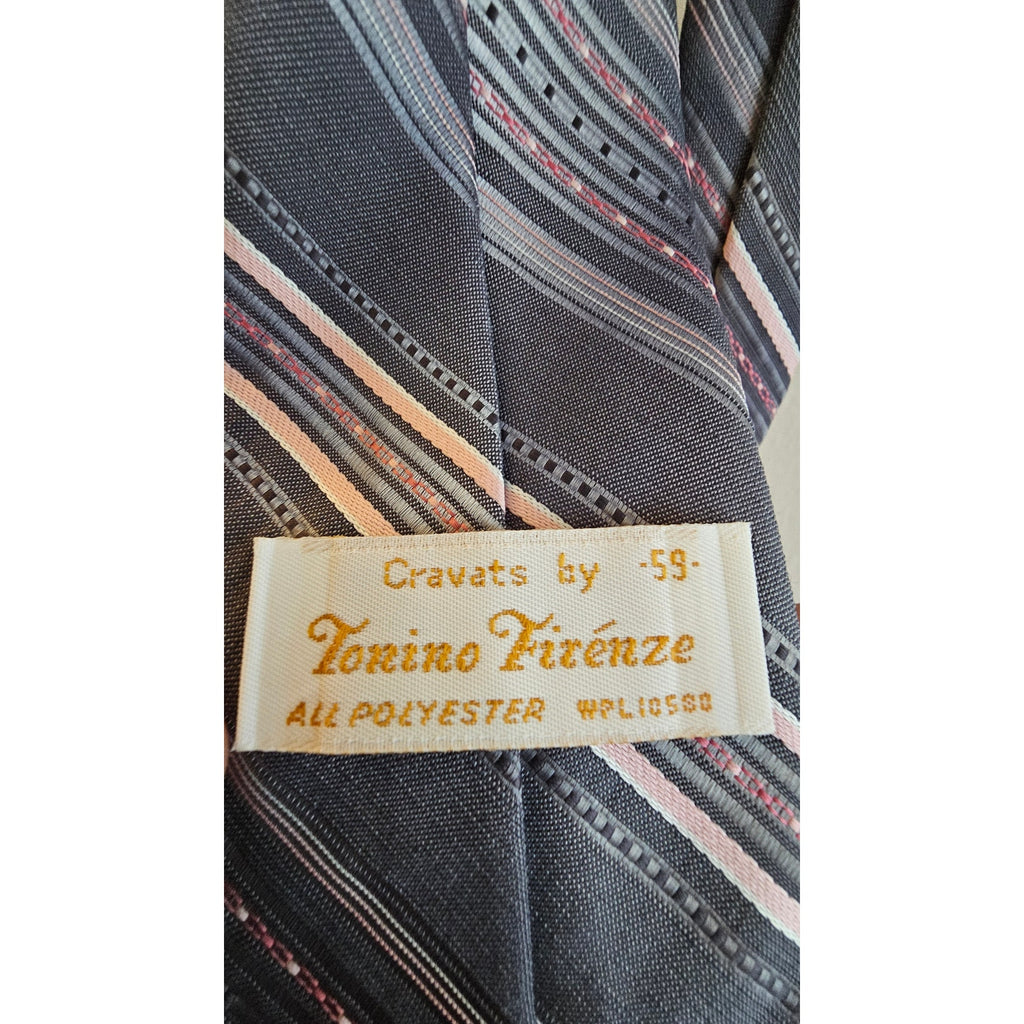 Cravats by -59-
Tonino Firénze
ALL POLYESTER WPL10580